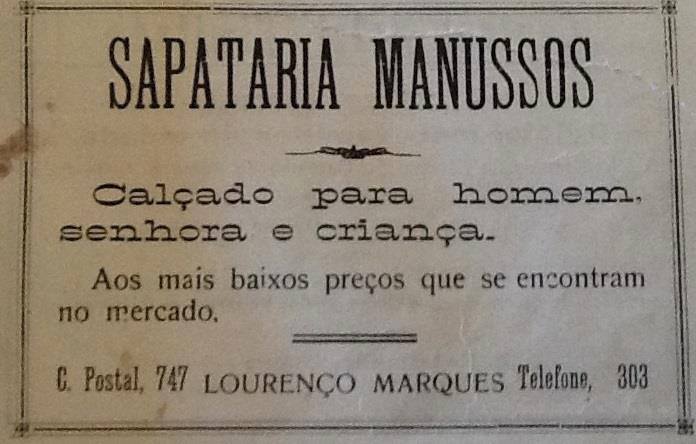 SAPATARIA MANUSSOS
Calçado para homem,
senhora e criança.
Aos mais baixos preços que se encontram
no mercado.
C. Postal, 747 LOURENÇO MARQUES Telefone, 303